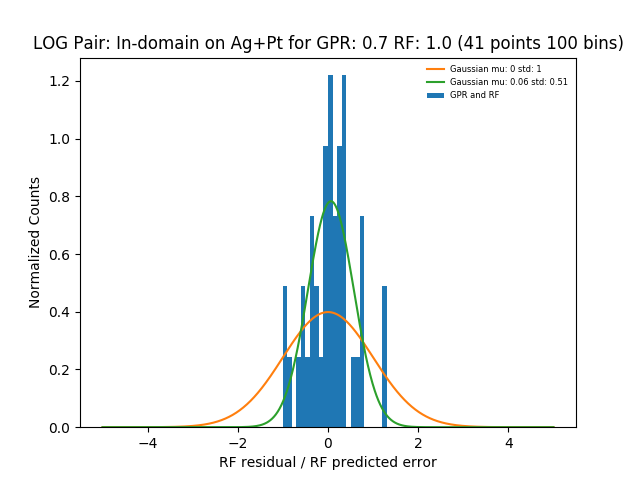 LOG Pair: In-domain on Ag+Pt for GPR: 0.7 RF: 1.0 (41 points 100 bins)
Gaussian mu: 0 std: 1
Gaussian mu: 0.06 std: 0.51
GPR and RF
Normalized Counts
1.2
1.0
0.8
0.6
0.4
0.2
0.0
−4 −2 0 2 4
RF residual / RF predicted error